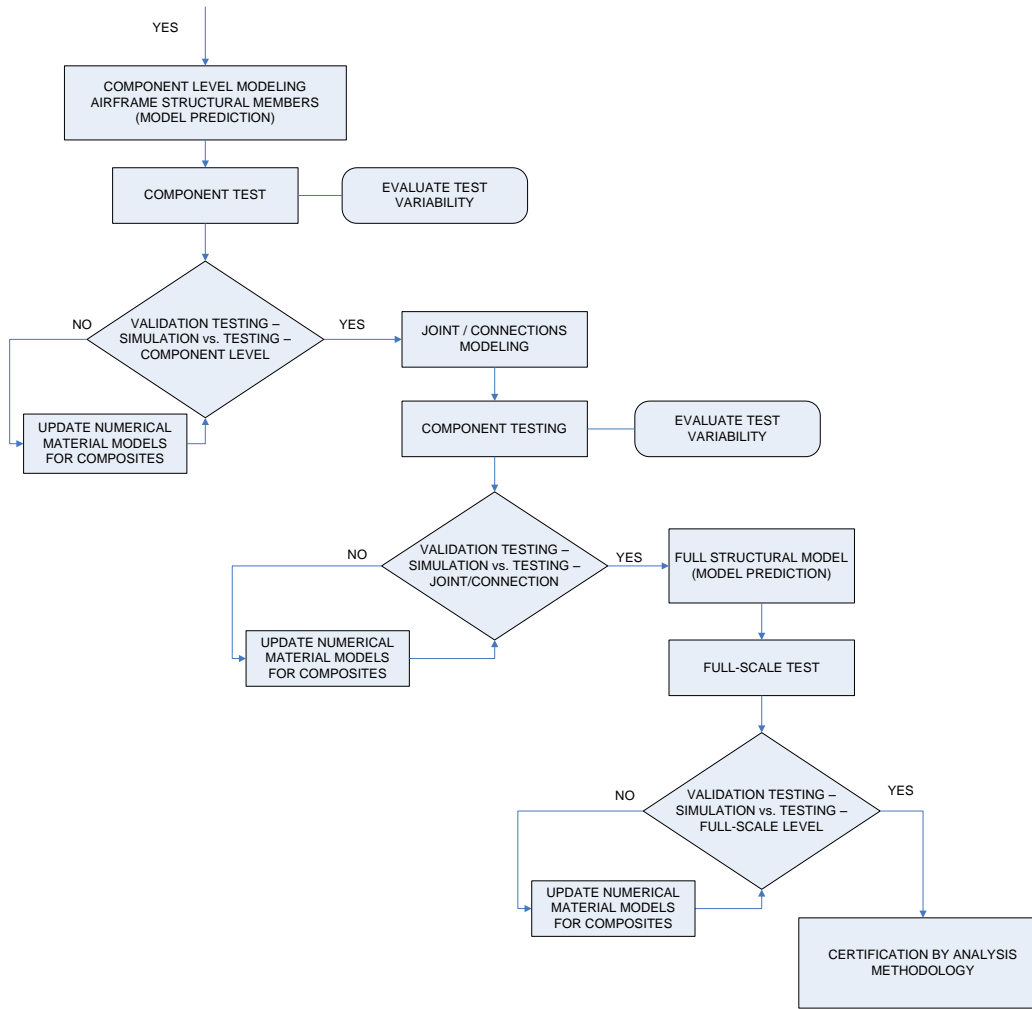 YES
COMPONENT LEVEL MODELING
AIRFRAME STRUCTURAL MEMBERS
(MODEL PREDICTION)
COMPONENT TEST
EVALUATE TEST
VARIABILITY
NO
VALIDATION TESTING –
SIMULATION vs. TESTING –
COMPONENT LEVEL
YES
JOINT / CONNECTIONS
MODELING
UPDATE NUMERICAL
MATERIAL MODELS
FOR COMPOSITES
COMPONENT TESTING
EVALUATE TEST
VARIABILITY
NO
VALIDATION TESTING –
SIMULATION vs. TESTING –
JOINT/CONNECTION
YES
FULL STRUCTURAL MODEL
(MODEL PREDICTION)
UPDATE NUMERICAL
MATERIAL MODELS
FOR COMPOSITES
FULL-SCALE TEST
NO
VALIDATION TESTING –
SIMULATION vs. TESTING –
FULL-SCALE LEVEL
YES
UPDATE NUMERICAL
MATERIAL MODELS
FOR COMPOSITES
CERTIFICATION BY ANALYSIS
METHODOLOGY